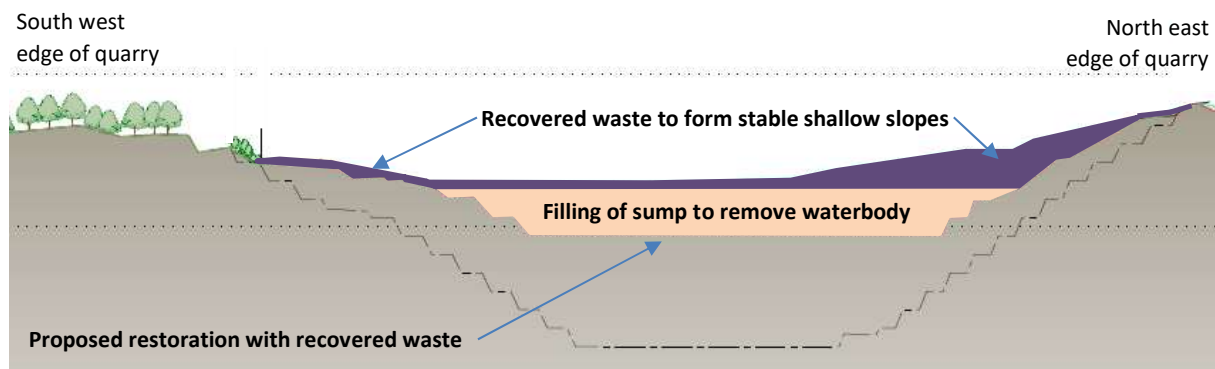 South west
edge of quarry
North east
edge of quarry
Recovered waste to form stable shallow slopes
Filling of sump to remove waterbody
Proposed restoration with recovered waste